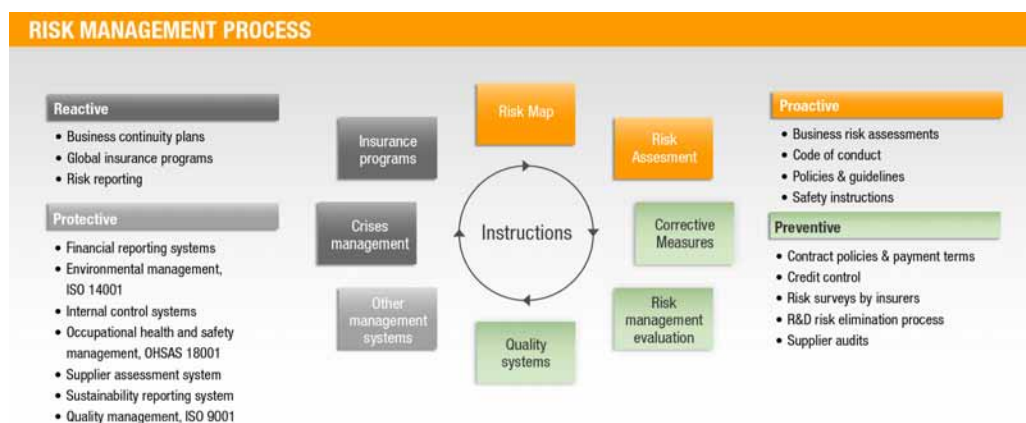 RISK MANAGEMENT PROCESS
Reactive
• Business continuity plans
• Global insurance programs
• Risk reporting
Protective
• Financial reporting systems
• Environmental management,
ISO 14001
• Internal control systems
• Occupational health and safety
management, OHSAS 18001
• Supplier assessment system
• Sustainability reporting system
• Quality management, ISO 9001
Risk Map
Risk
Assesment
Corrective
Measures
Risk
management
evaluation
Quality
systems
Other
management
systems
Crises
management
Insurance
programs
Instructions
Proactive
• Business risk assessments
• Code of conduct
• Policies & guidelines
• Safety instructions
Preventive
• Contract policies & payment terms
• Credit control
• Risk surveys by insurers
• R&D risk elimination process
• Supplier audits